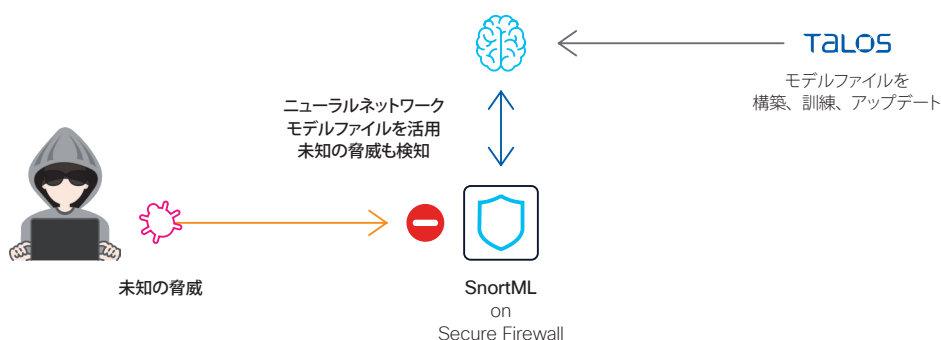 TALOS
モデルファイルを
構築、訓練、アップデート
ニューラルネットワーク
モデルファイルを活用
未知の脅威も検知
未知の脅威
SnortML
on
Secure Firewall